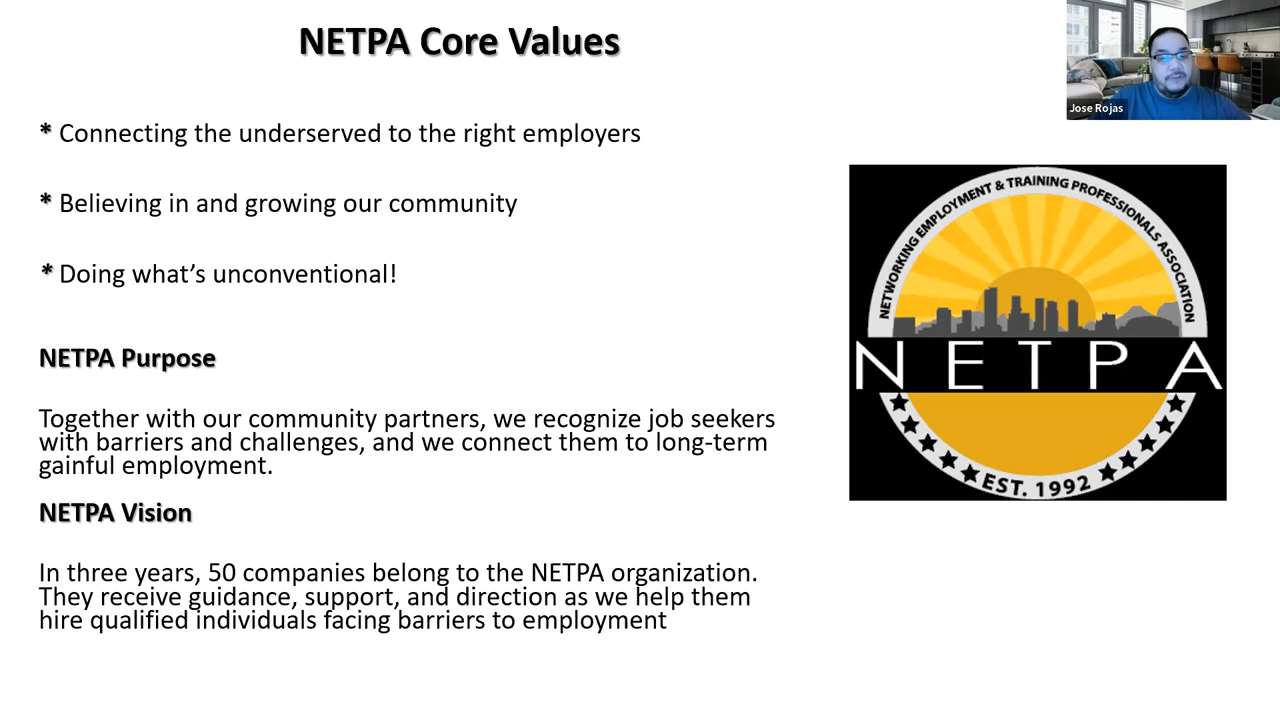 NETPA Core Values
Jose Rojas
* Connecting the underserved to the right employers
* Believing in and growing our community
* Doing what’s unconventional!
NETPA Purpose
Together with our community partners, we recognize job seekers
with barriers and challenges, and we connect them to long-term
gainful employment.
NETPA Vision
In three years, 50 companies belong to the NETPA organization.
They receive guidance, support, and direction as we help them
hire qualified individuals facing barriers to employment
NETWORKING EMPLOYMENT & TRAINING PROFESSIONALS ASSOCIATION
NETPA
EST. 1992